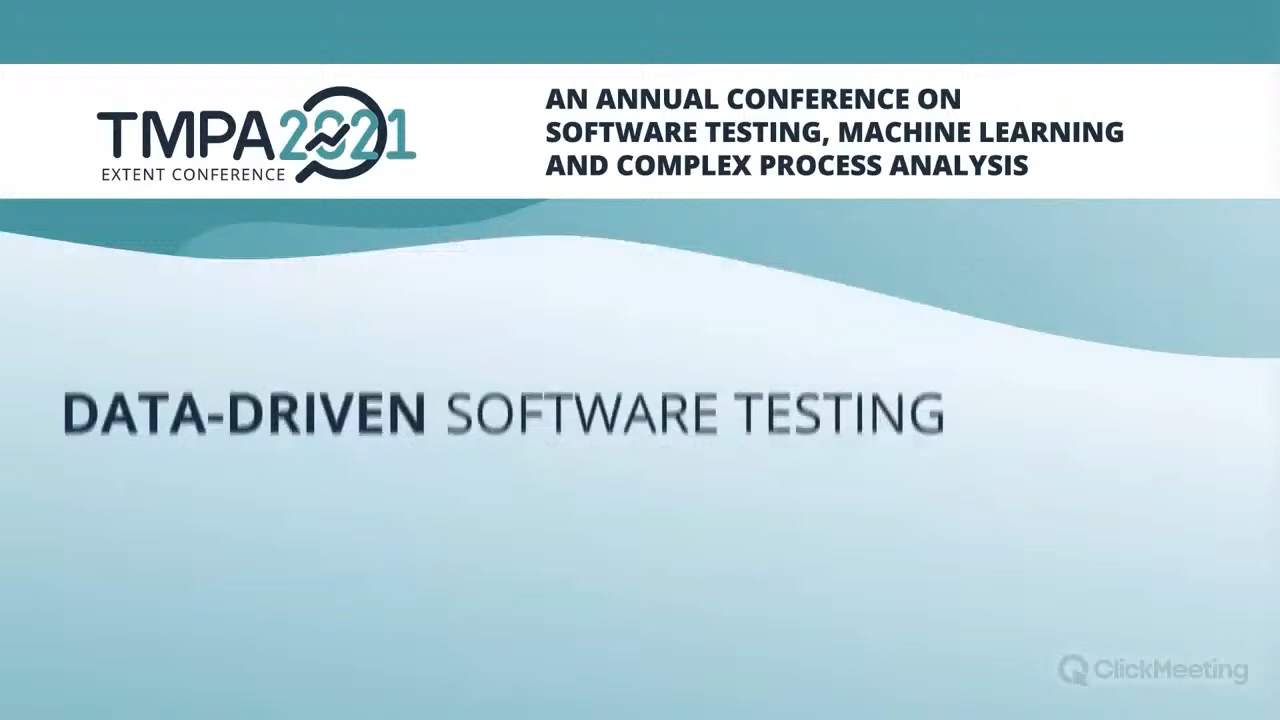 TMPA2021
EXTENT CONFERENCE
AN ANNUAL CONFERENCE ON
SOFTWARE TESTING, MACHINE LEARNING
AND COMPLEX PROCESS ANALYSIS
DATA-DRIVEN SOFTWARE TESTING
ClickMeeting